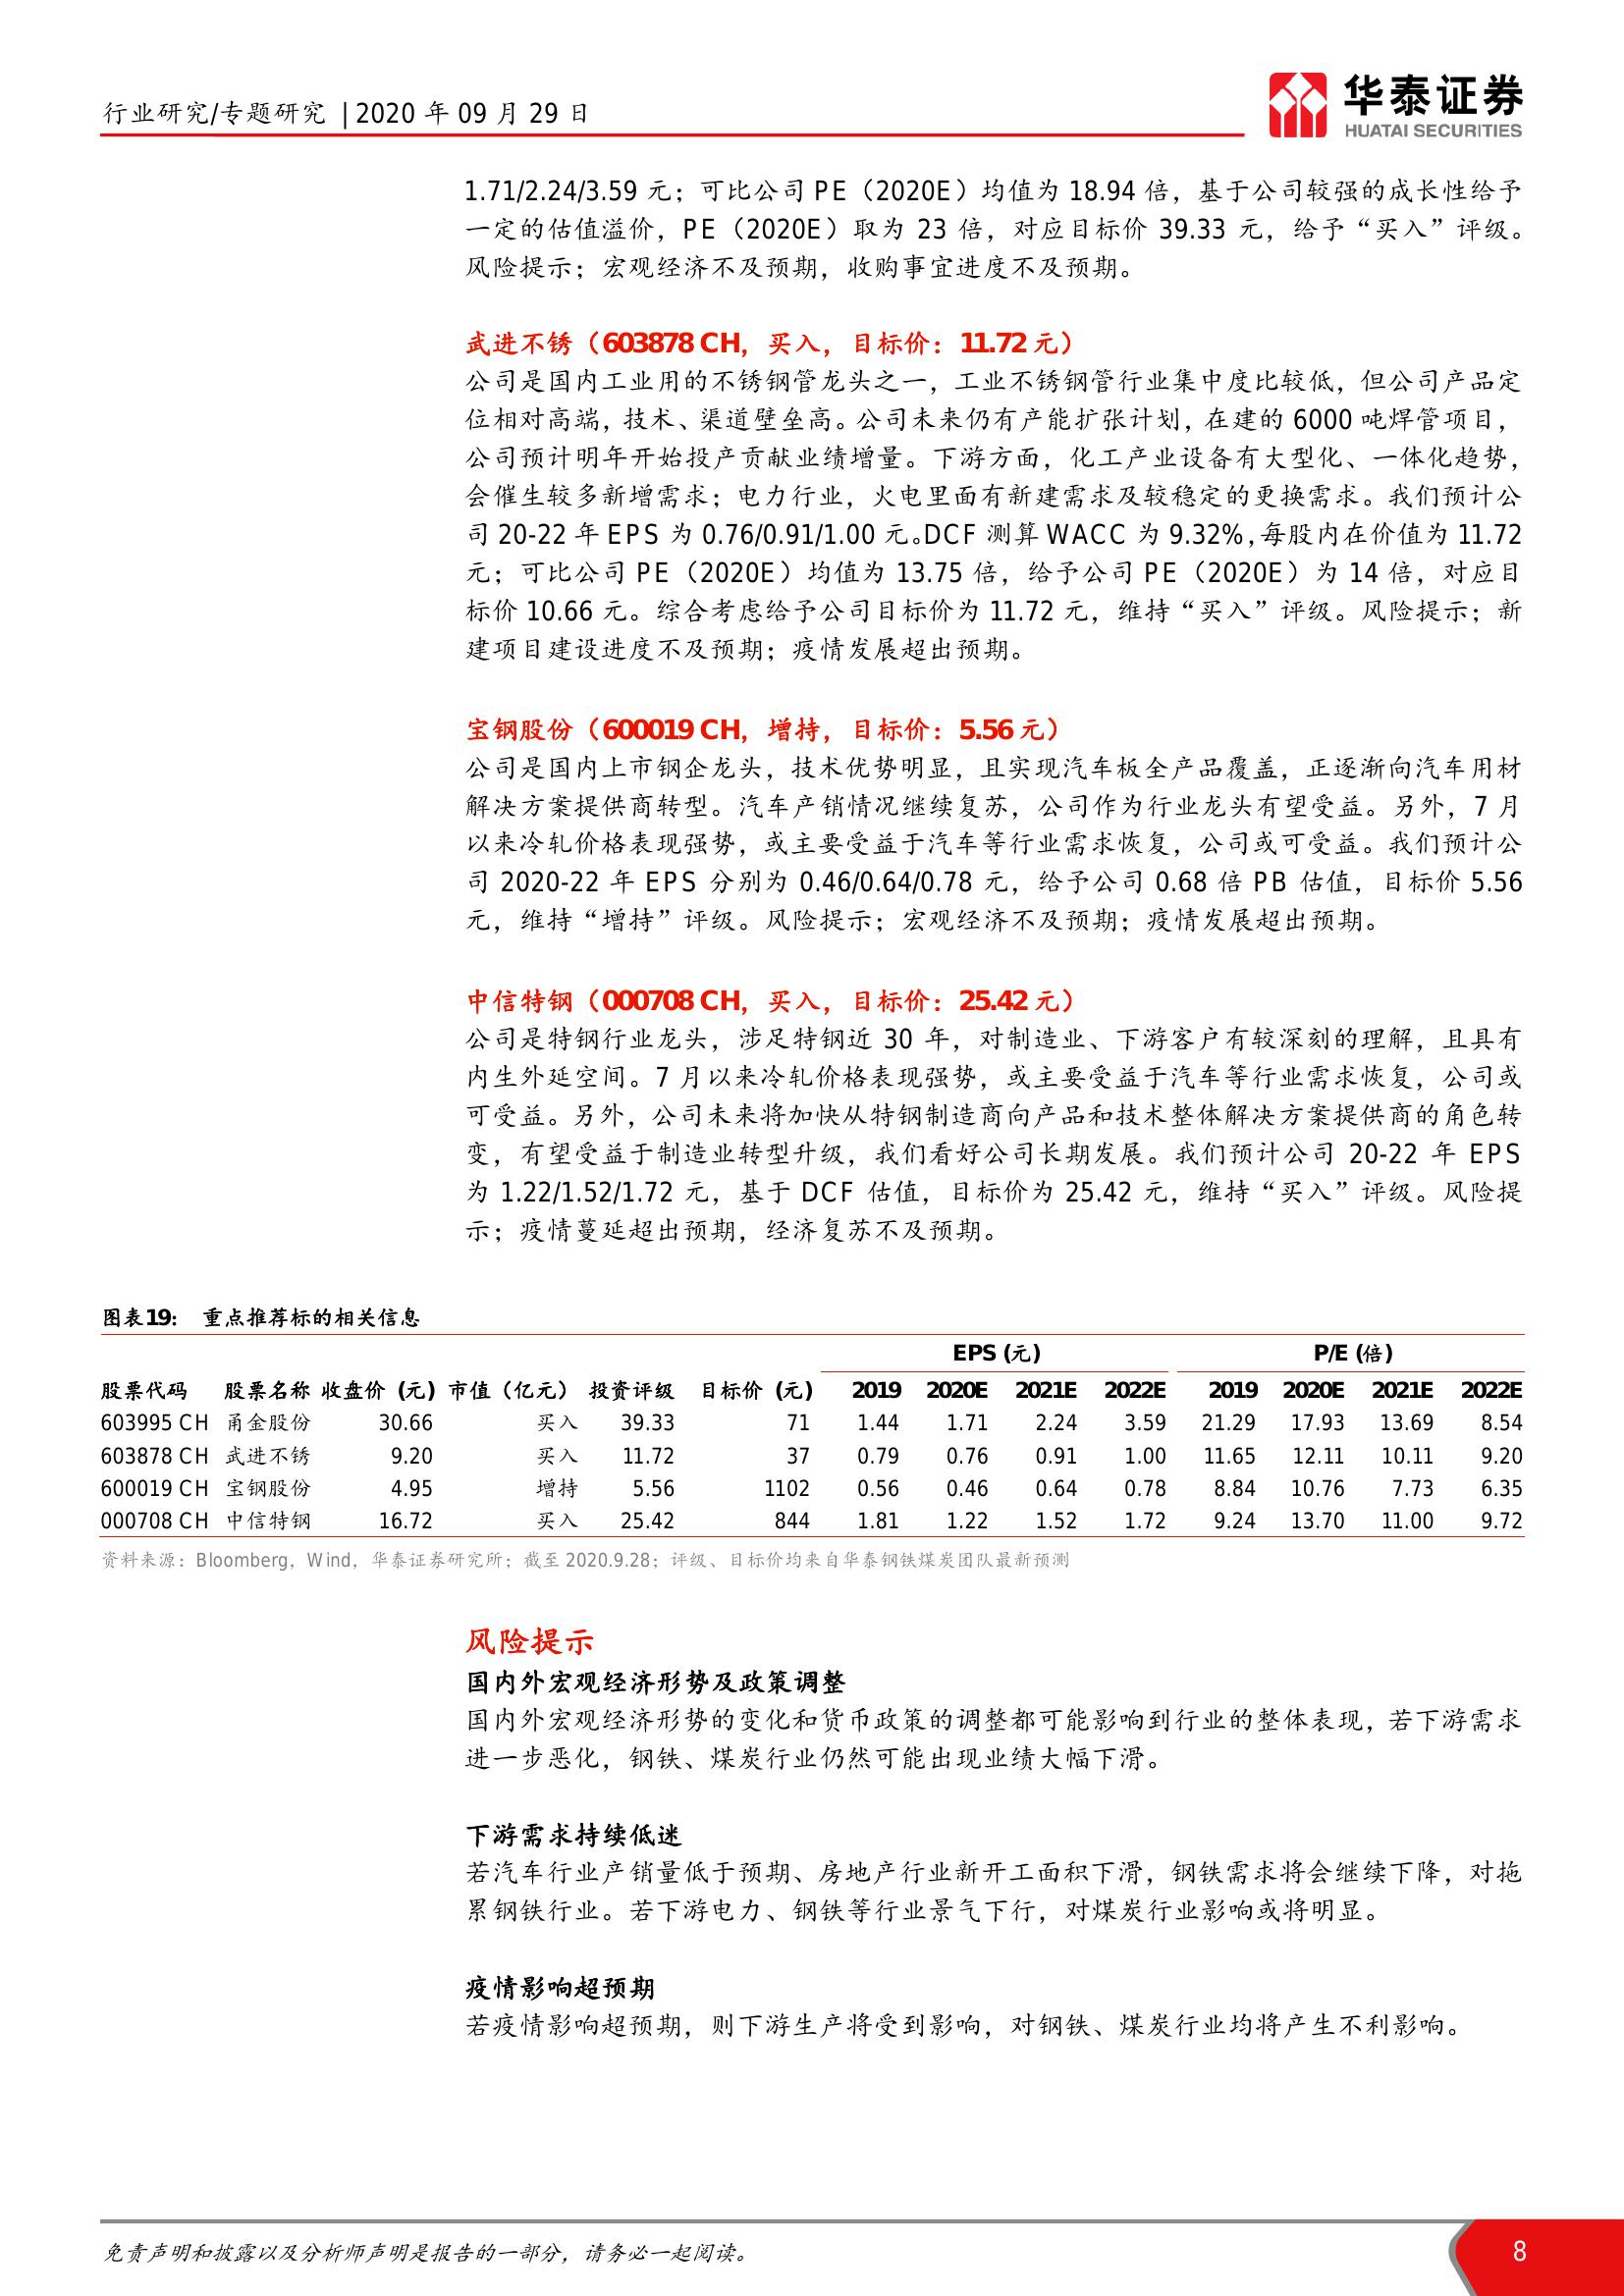 行业研究/专题研究 | 2020 年 09 月 29 日
华泰证券
HUATAI SECURITIES
1.71/2.24/3.59 元；可比公司 PE（2020E）均值为 18.94 倍，基于公司较强的成长性给予
一定的估值溢价，PE（2020E）取为 23 倍，对应目标价 39.33 元，给予“买入”评级。
风险提示；宏观经济不及预期，收购事宜进度不及预期。
武进不锈（603878 CH，买入，目标价：11.72 元）
公司是国内工业用的不锈钢管龙头之一，工业不锈钢管行业集中度比较低，但公司产品定
位相对高端，技术、渠道壁垒高。公司未来仍有产能扩张计划，在建的 6000 吨焊管项目，
公司预计明年开始投产贡献业绩增量。下游方面，化工产业设备有大型化、一体化趋势，
会催生较多新增需求；电力行业，火电里面有新建需求及较稳定的更换需求。我们预计公
司 20-22 年 EPS 为 0.76/0.91/1.00 元。DCF 测算 WACC 为 9.32%，每股内在价值为 11.72
元；可比公司 PE（2020E）均值为 13.75 倍，给予公司 PE（2020E）为 14 倍，对应目
标价 10.66 元。综合考虑给予公司目标价为 11.72 元，维持“买入”评级。风险提示；新
建项目建设进度不及预期；疫情发展超出预期。
宝钢股份（600019 CH，增持，目标价：5.56 元）
公司是国内上市钢企龙头，技术优势明显，且实现汽车板全产品覆盖，正逐渐向汽车用材
解决方案提供商转型。汽车产销情况继续复苏，公司作为行业龙头有望受益。另外，7 月
以来冷轧价格表现强势，或主要受益于汽车等行业需求恢复，公司或可受益。我们预计公
司 2020-22 年 EPS 分别为 0.46/0.64/0.78 元，给予公司 0.68 倍 PB 估值，目标价 5.56
元，维持“增持”评级。风险提示；宏观经济不及预期；疫情发展超出预期。
中信特钢（000708 CH，买入，目标价：25.42 元）
公司是特钢行业龙头，涉足特钢近 30 年，对制造业、下游客户有较深刻的理解，且具有
内生外延空间。7 月以来冷轧价格表现强势，或主要受益于汽车等行业需求恢复，公司或
可受益。另外，公司未来将加快从特钢制造商向产品和技术整体解决方案提供商的角色转
变，有望受益于制造业转型升级，我们看好公司长期发展。我们预计公司 20-22 年 EPS
为 1.22/1.52/1.72 元，基于 DCF 估值，目标价为 25.42 元，维持“买入”评级。风险提
示；疫情蔓延超出预期，经济复苏不及预期。
图表19： 重点推荐标的相关信息
EPS (元) P/E (倍)
股票代码 股票名称 收盘价 (元) 市值（亿元） 投资评级 目标价 (元) 2019 2020E 2021E 2022E 2019 2020E 2021E 2022E
603995 CH 甬金股份 30.66 买入 39.33 71 1.44 1.71 2.24 3.59 21.29 17.93 13.69 8.54
603878 CH 武进不锈 9.20 买入 11.72 37 0.79 0.76 0.91 1.00 11.65 12.11 10.11 9.20
600019 CH 宝钢股份 4.95 增持 5.56 1102 0.56 0.46 0.64 0.78 8.84 10.76 7.73 6.35
000708 CH 中信特钢 16.72 买入 25.42 844 1.81 1.22 1.52 1.72 9.24 13.70 11.00 9.72
资料来源：Bloomberg，Wind，华泰证券研究所；截至 2020.9.28；评级、目标价均来自华泰钢铁煤炭团队最新预测
风险提示
国内外宏观经济形势及政策调整
国内外宏观经济形势的变化和货币政策的调整都可能影响到行业的整体表现，若下游需求
进一步恶化，钢铁、煤炭行业仍然可能出现业绩大幅下滑。
下游需求持续低迷
若汽车行业产销量低于预期、房地产行业新开工面积下滑，钢铁需求将会继续下降，对拖
累钢铁行业。若下游电力、钢铁等行业景气下行，对煤炭行业影响或将明显。
疫情影响超预期
若疫情影响超预期，则下游生产将受到影响，对钢铁、煤炭行业均将产生不利影响。
免责声明和披露以及分析师声明是报告的一部分，请务必一起阅读。
8